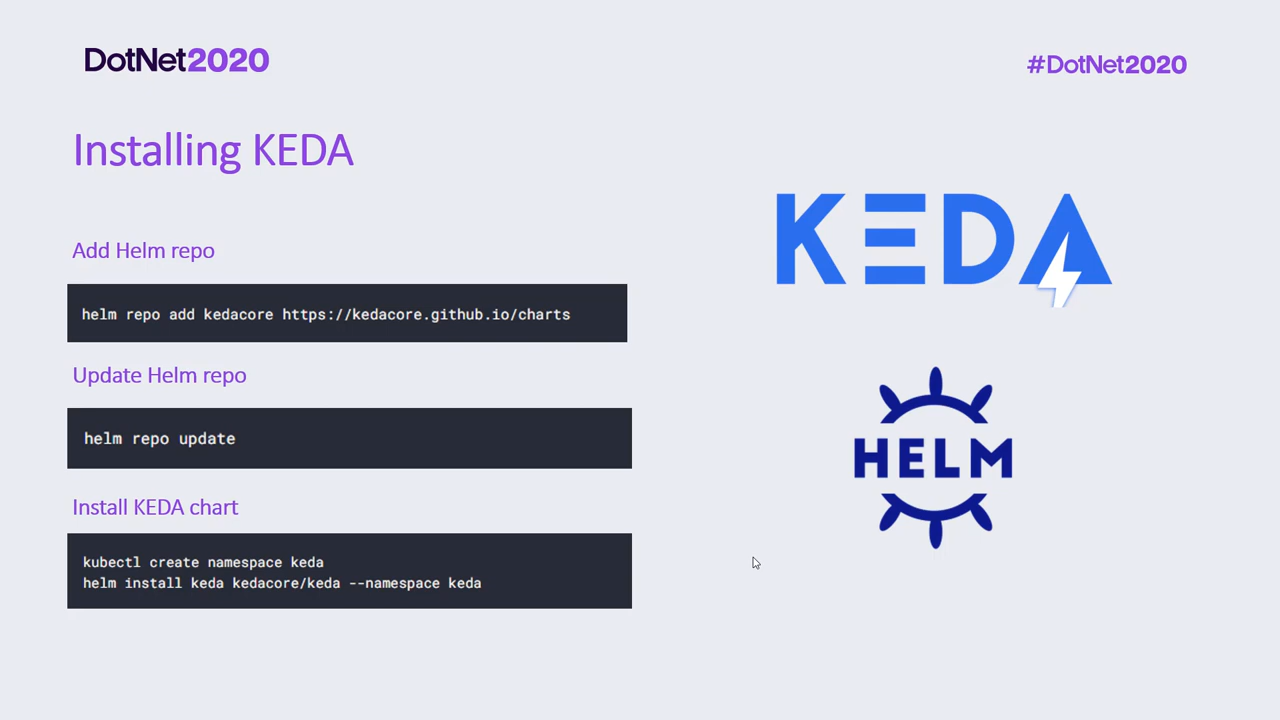 DotNet2020
#DotNet2020
Installing KEDA
Add Helm repo
helm repo add kedacore https://kedacore.github.io/charts
Update Helm repo
helm repo update
Install KEDA chart
kubectl create namespace keda
helm install keda kedacore/keda --namespace keda
KEDA
HELM